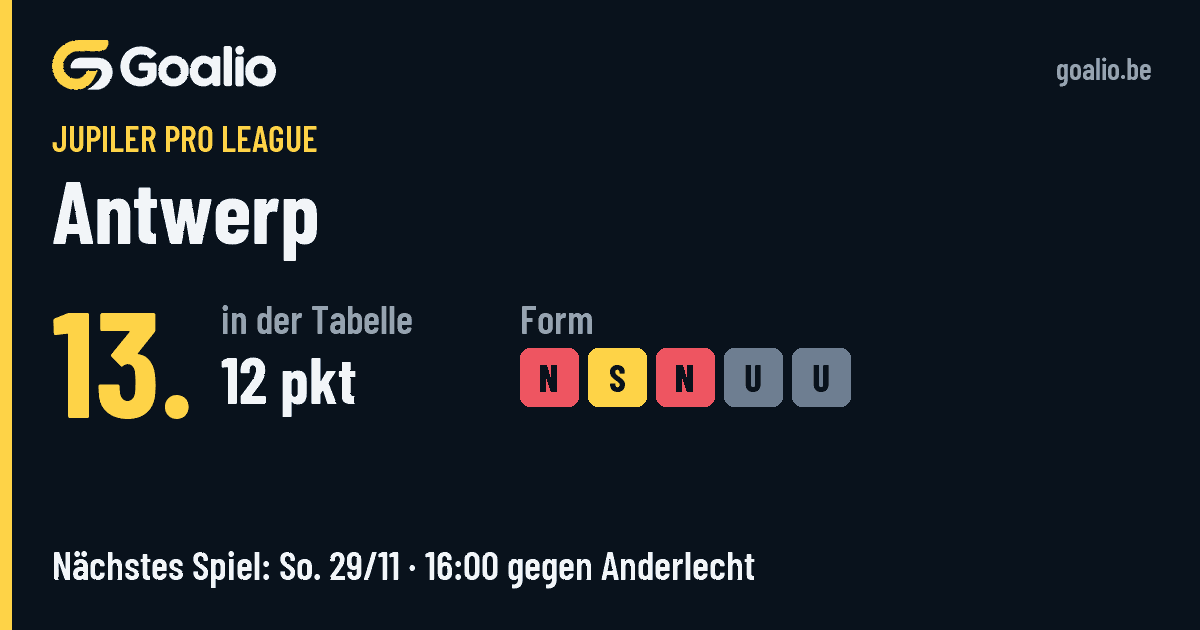 Goalio
goalio.be
JUPILER PRO LEAGUE
Antwerp
13.
in der Tabelle
12 pkt
Form
N S N U U
Nächstes Spiel: So. 29/11 · 16:00 gegen Anderlecht